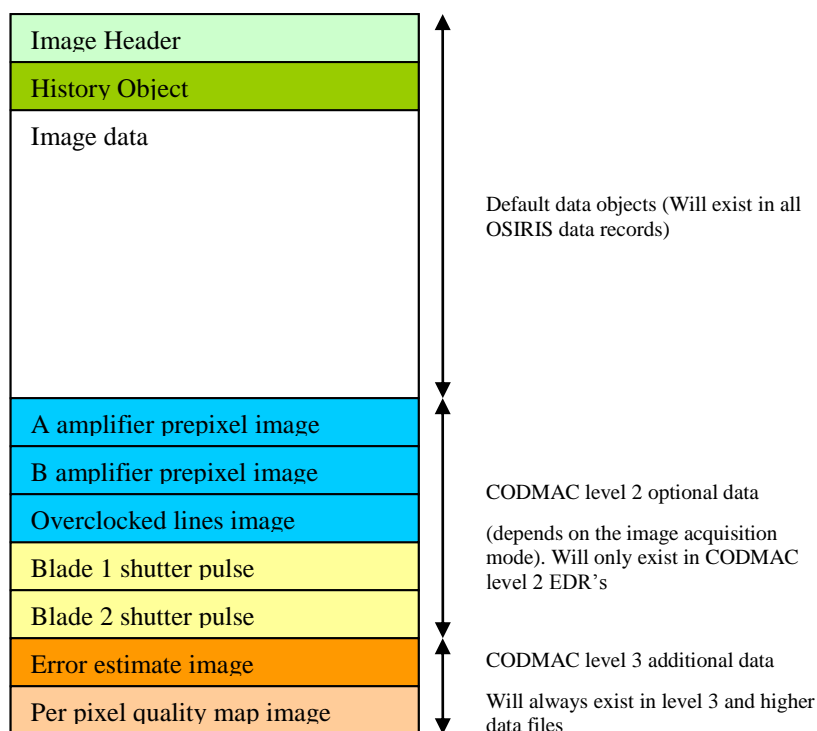 Image Header
History Object
Image data
Default data objects (Will exist in all
OSIRIS data records)
A amplifier prepixel image
B amplifier prepixel image
Overclocked lines image
Blade 1 shutter pulse
Blade 2 shutter pulse
CODMAC level 2 optional data
(depends on the image acquisition
mode). Will only exist in CODMAC
level 2 EDR's
Error estimate image
Per pixel quality map image
CODMAC level 3 additional data
Will always exist in level 3 and higher
data files